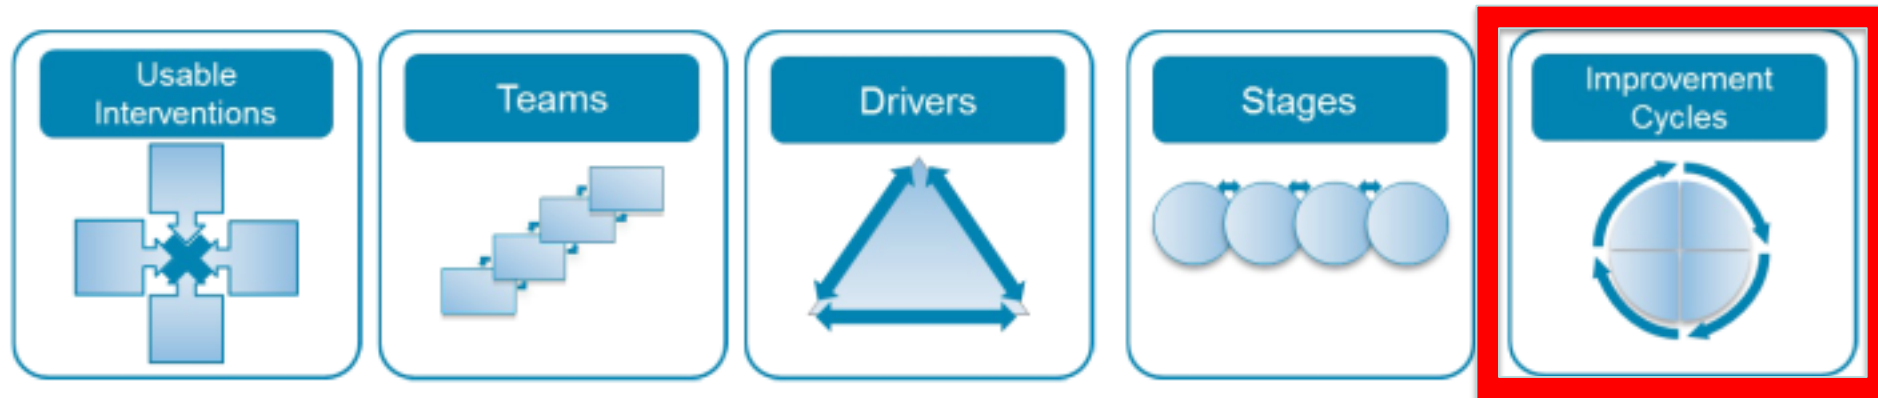 Usable
Interventions
Teams
Drivers
Stages
Improvement
Cycles